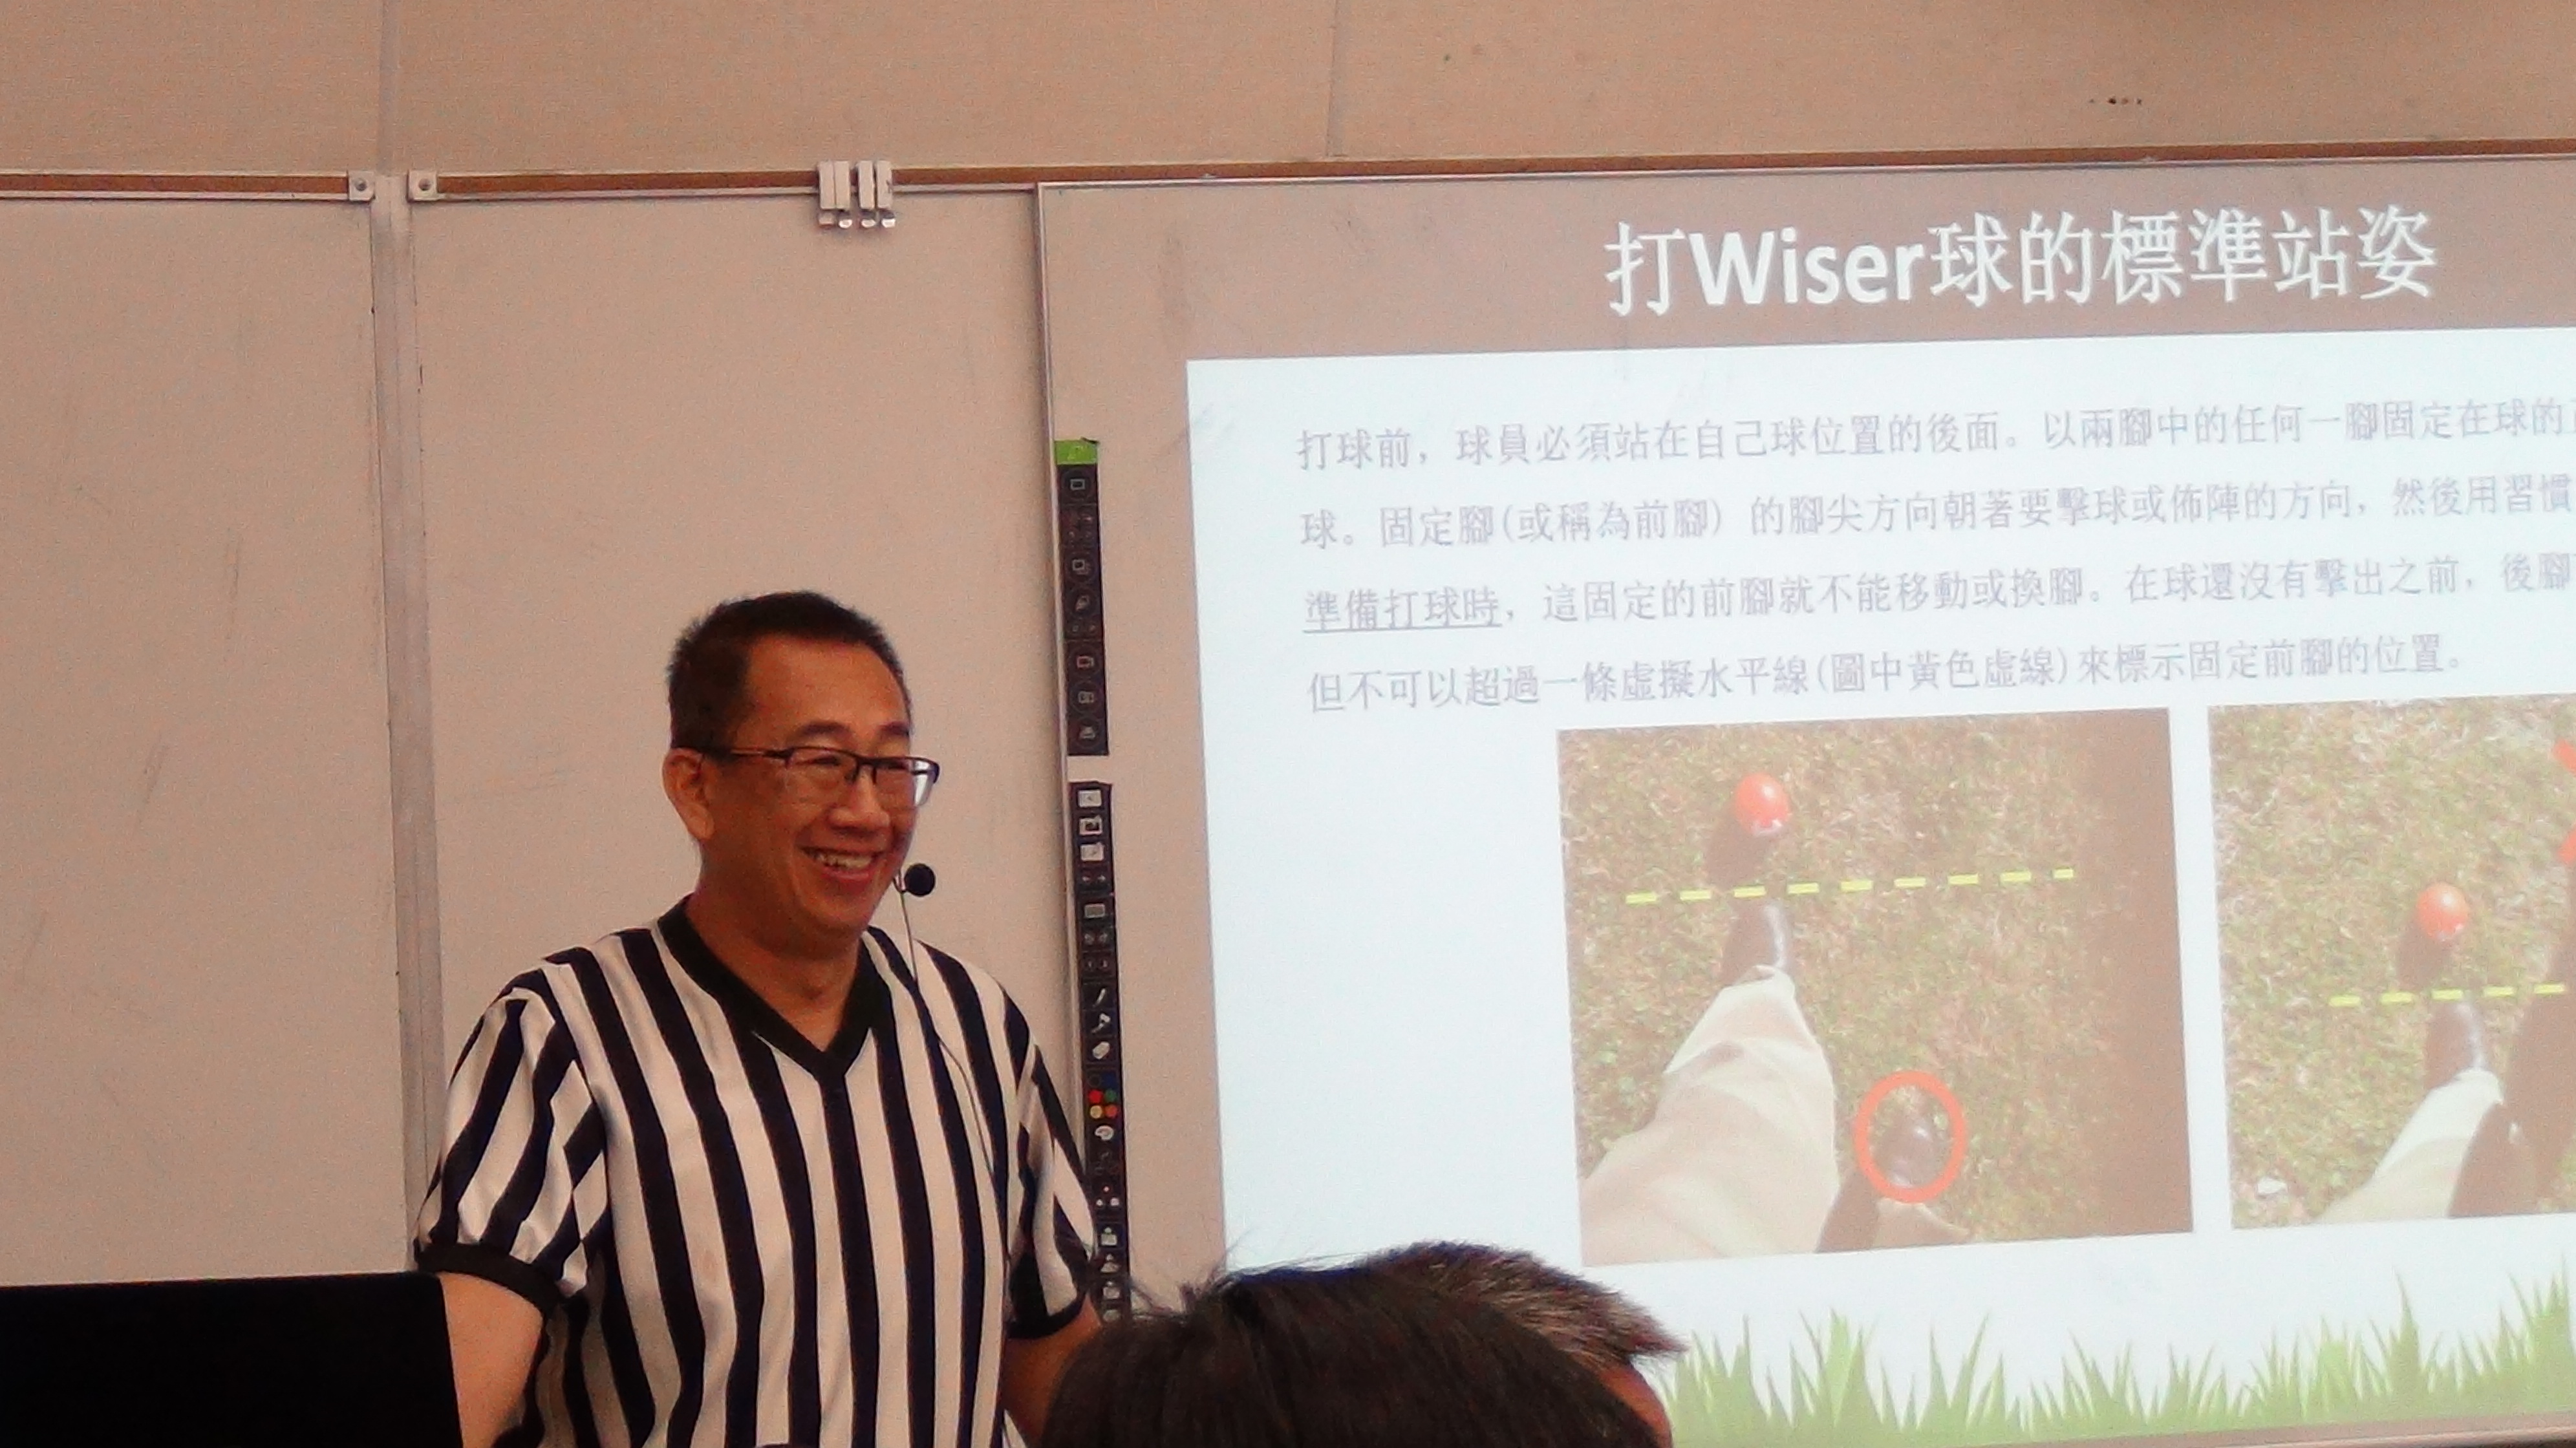 打Wiser球的標準站姿
打球前，球員必須站在自己球位置的後面。以兩腳中的任何一腳固定在球的
球。固定腳(或稱為前腳) 的腳尖方向朝著要擊球或佈陣的方向，然後用習慣
準備打球時，這固定的前腳就不能移動或換腳。在球還沒有擊出之前，後腳
但不可以超過一條虛擬水平線(圖中黃色虛線)來標示固定前腳的位置。